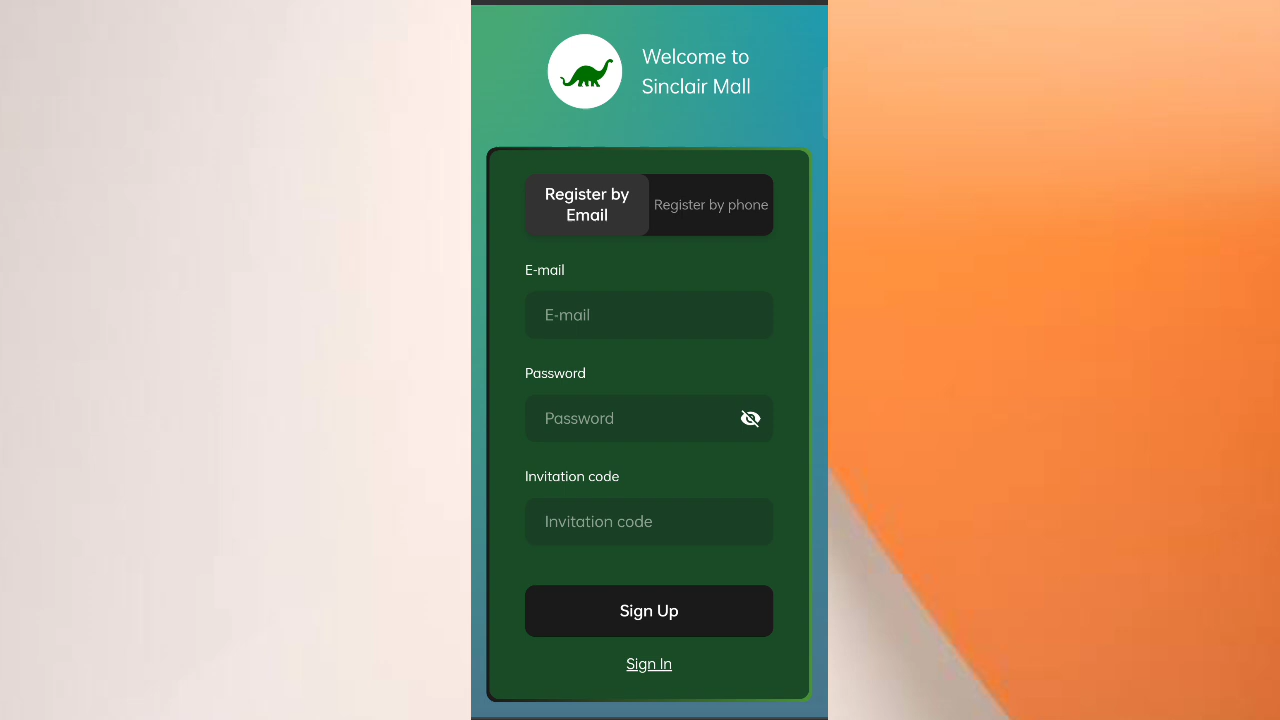 Welcome to
Sinclair Mall
Register by
Email
Register by phone
E-mail
E-mail
Password
Password
Invitation code
Invitation code
Sign Up
Sign In